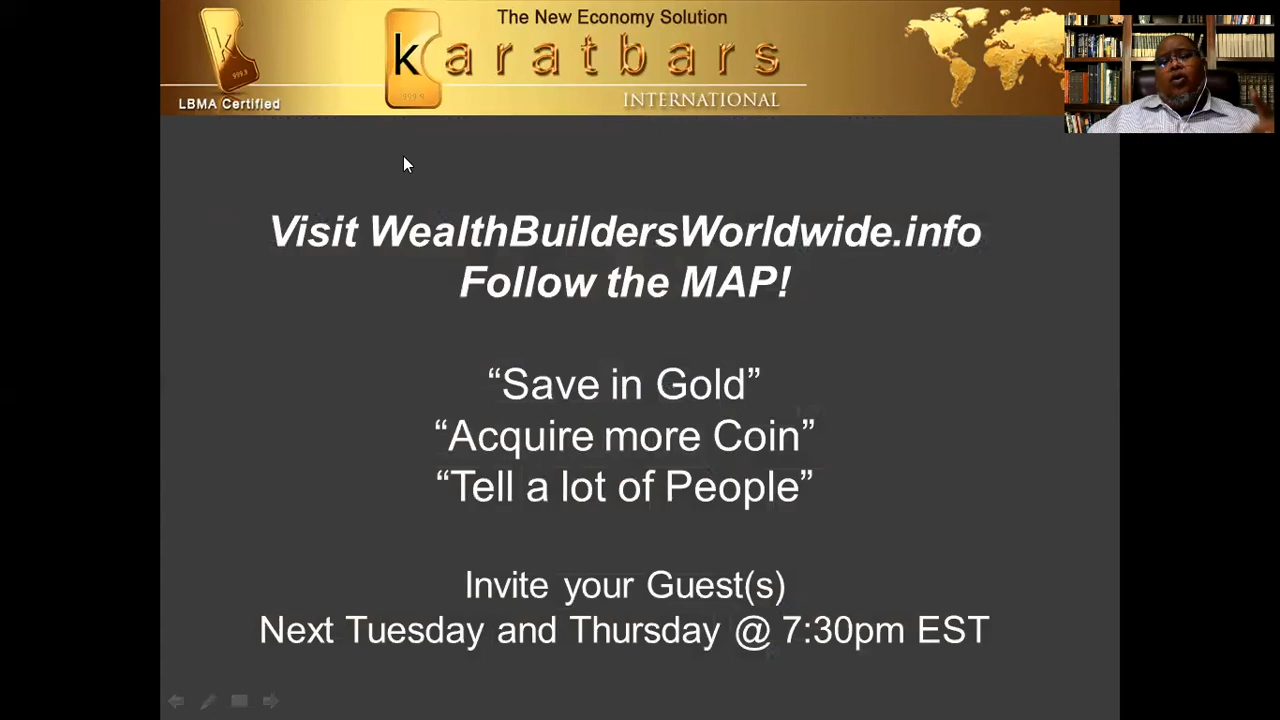 The New Economy Solution
karatbars
INTERNATIONAL
LBMA Certified
Visit WealthBuildersWorldwide.info
Follow the MAP!
“Save in Gold”
“Acquire more Coin”
“Tell a lot of People”
Invite your Guest(s)
Next Tuesday and Thursday @ 7:30pm EST